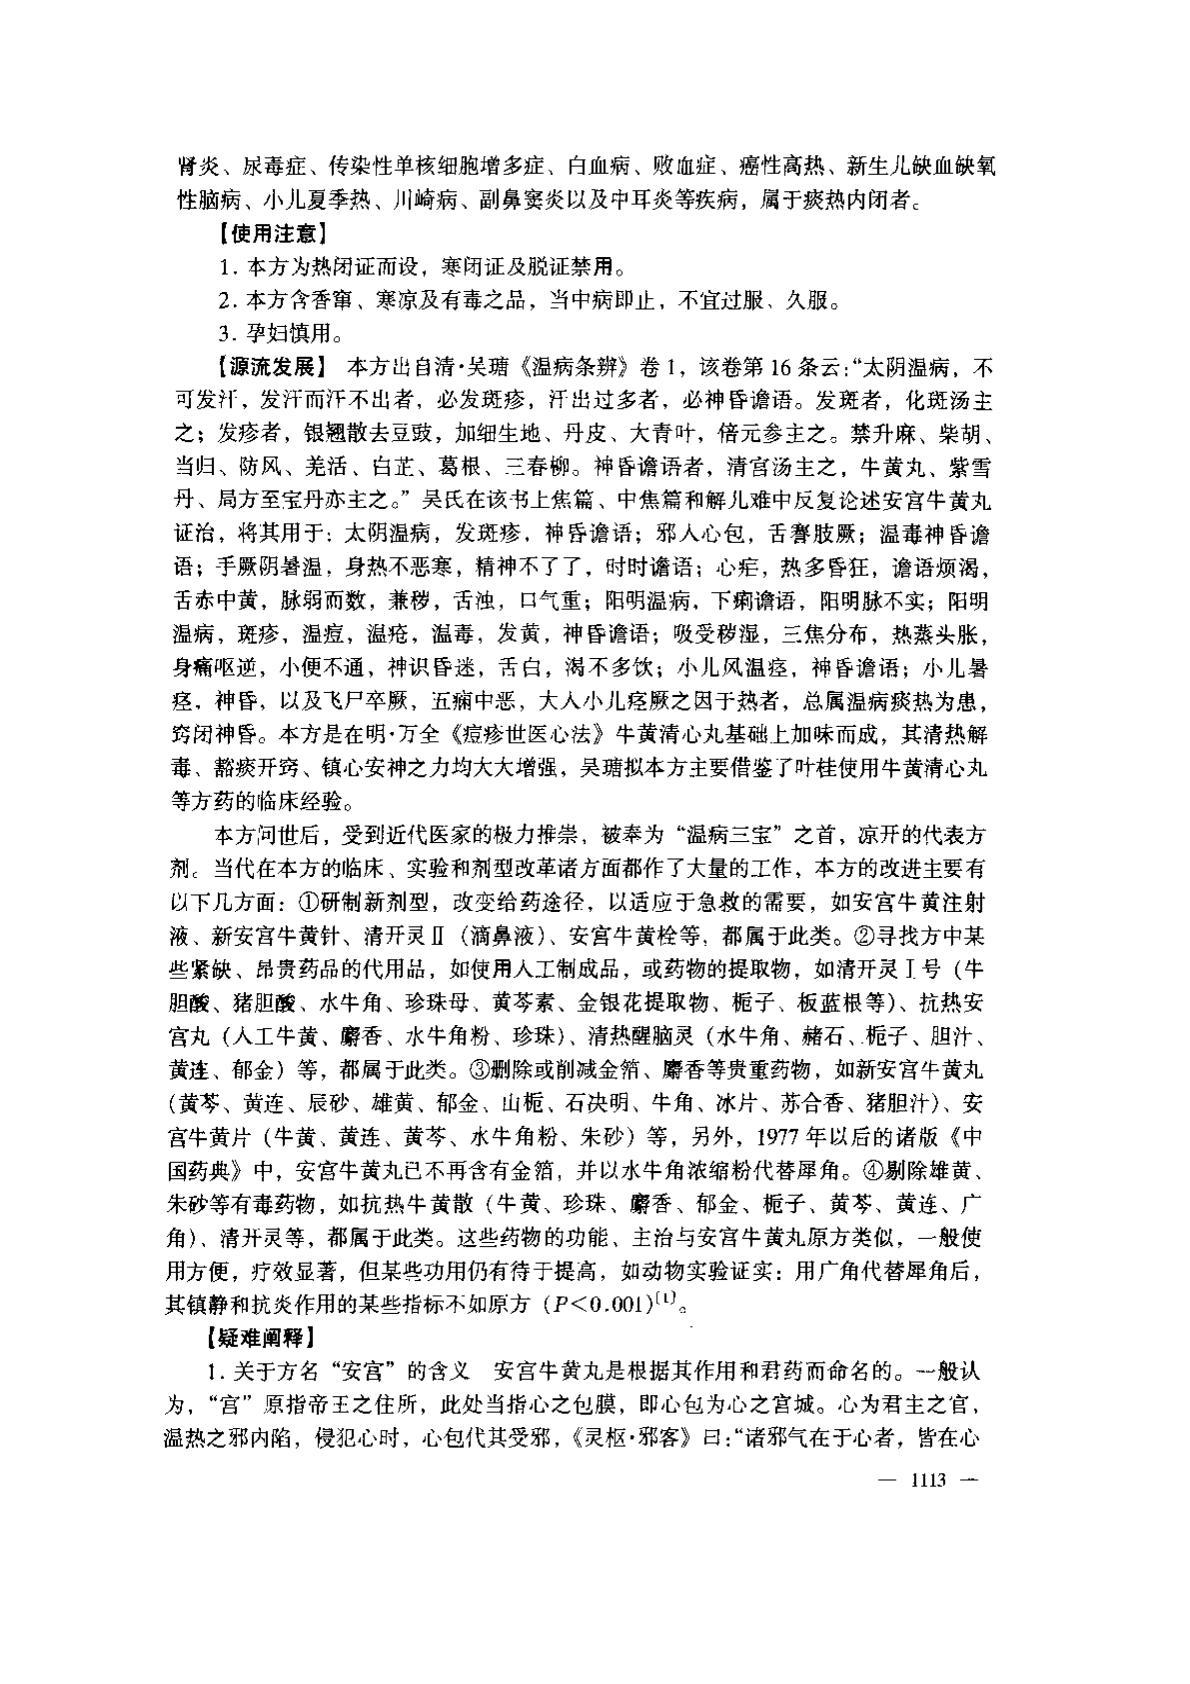 肾炎、尿毒症、传染性单核细胞增多症、白血病、败血症、癌性高热、新生儿缺血缺氧
性脑病、小儿夏季热、川崎病、副鼻窦炎以及中耳炎等疾病，属于痰热内闭者。
【使用注意】
1. 本方为热闭证而设，寒闭证及脱证禁用。
2. 本方含香窜、寒凉及有毒之品，当中病即止，不宜过服、久服。
3. 孕妇慎用。
【源流发展】 本方出自清·吴瑭《温病条辨》卷 1，该卷第 16 条云：“太阴温病，不
可发汗，发汗而汗不出者，必发斑疹，汗出过多者，必神昏谵语。发斑者，化斑汤主
之；发疹者，银翘散去豆豉，加细生地、丹皮、大青叶，倍元参主之。禁升麻、柴胡、
当归、防风、羌活、白芷、葛根、三春柳。神昏谵语者，清宫汤主之，牛黄丸、紫雪
丹、局方至宝丹亦主之。”吴氏在该书上焦篇、中焦篇和解儿难中反复论述安宫牛黄丸
证治，将其用于：太阴温病，发斑疹，神昏谵语；邪入心包，舌謇肢厥；温毒神昏谵
语；手厥阴暑温，身热不恶寒，精神不了了，时时谵语；心疟，热多昏狂，谵语烦渴，
舌赤中黄，脉弱而数，兼秽，舌浊，口气重；阳明温病，下痢谵语，阳明脉不实；阳明
温病，斑疹，温痘，温疮，温毒，发黄，神昏谵语；吸受秽湿，三焦分布，热蒸头胀，
身痛呕逆，小便不通，神识昏迷，舌白，渴不多饮；小儿风温痉，神昏谵语；小儿暑
痉，神昏，以及飞尸卒厥，五痫中恶，大人小儿痉厥之因于热者，总属温病痰热为患，
窍闭神昏。本方是在明·万全《痘疹世医心法》牛黄清心丸基础上加味而成，其清热解
毒、豁痰开窍、镇心安神之力均大大增强，吴瑭拟本方主要借鉴了叶桂使用牛黄清心丸
等方药的临床经验。
本方问世后，受到近代医家的极力推崇，被奉为“温病三宝”之首，凉开的代表方
剂。当代在本方的临床、实验和剂型改革诸方面都作了大量的工作，本方的改进主要有
以下几方面：①研制新剂型，改变给药途径，以适应于急救的需要，如安宫牛黄注射
液、新安宫牛黄针、清开灵Ⅱ（滴鼻液）、安宫牛黄栓等，都属于此类。②寻找方中某
些紧缺、昂贵药品的代用品，如使用人工制成品，或药物的提取物，如清开灵Ⅰ号（牛
胆酸、猪胆酸、水牛角、珍珠母、黄芩素、金银花提取物、栀子、板蓝根等）、抗热安
宫丸（人工牛黄、麝香、水牛角粉、珍珠）、清热醒脑灵（水牛角、赭石、栀子、胆汁、
黄连、郁金）等，都属于此类。③删除或削减金箔、麝香等贵重药物，如新安宫牛黄丸
（黄芩、黄连、辰砂、雄黄、郁金、山栀、石决明、牛角、冰片、苏合香、猪胆汁）、安
宫牛黄片（牛黄、黄连、黄芩、水牛角粉、朱砂）等，另外，1977 年以后的诸版《中
国药典》中，安宫牛黄丸已不再含有金箔，并以水牛角浓缩粉代替犀角。④剔除雄黄、
朱砂等有毒药物，如抗热牛黄散（牛黄、珍珠、麝香、郁金、栀子、黄芩、黄连、广
角）、清开灵等，都属于此类。这些药物的功能、主治与安宫牛黄丸原方类似，一般使
用方便，疗效显著，但某些功用仍有待于提高，如动物实验证实：用广角代替犀角后，
其镇静和抗炎作用的某些指标不如原方（P<0.001）[1]。
【疑难阐释】
1. 关于方名“安宫”的含义 安宫牛黄丸是根据其作用和君药而命名的。一般认
为，“宫”原指帝王之住所，此处当指心之包膜，即心包为心之宫城。心为君主之官，
温热之邪内陷，侵犯心时，心包代其受邪，《灵枢·邪客》曰：“诸邪气在于心者，皆在心
— 1113 —